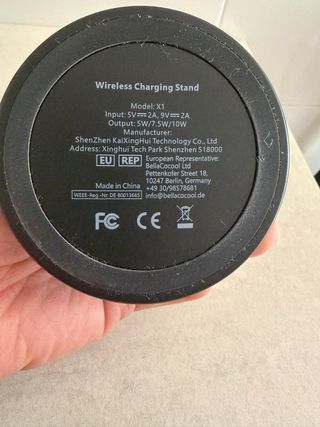 Wireless Charging Stand
Model: X1
Input: 5V⎓2A, 9V⎓2A
Output: 5W/7.5W/10W
Manufacturer:
ShenZhen KaiXingHui Technology Co., Ltd
Address: Xinghui Tech Park Shenzhen 518000
EU REP
European Representative:
BellaCocool Ltd
Pettenkofer Street 18,
10247 Berlin, Germany
+49 30/98578681
info@bellacocool.de
Made in China
WEEE-Reg.-Nr. DE 80013665
FC CE